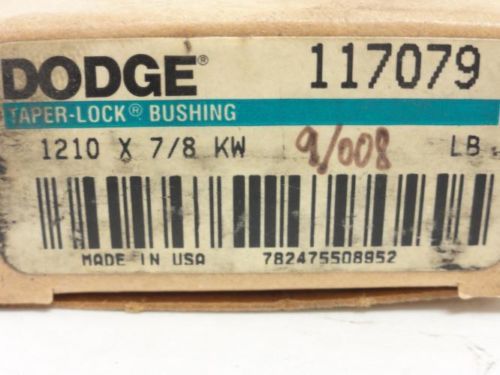 DODGE® 117079
TAPER-LOCK® BUSHING
1210 X 7/8 KW 9/008 LB
MADE IN USA 782475508952